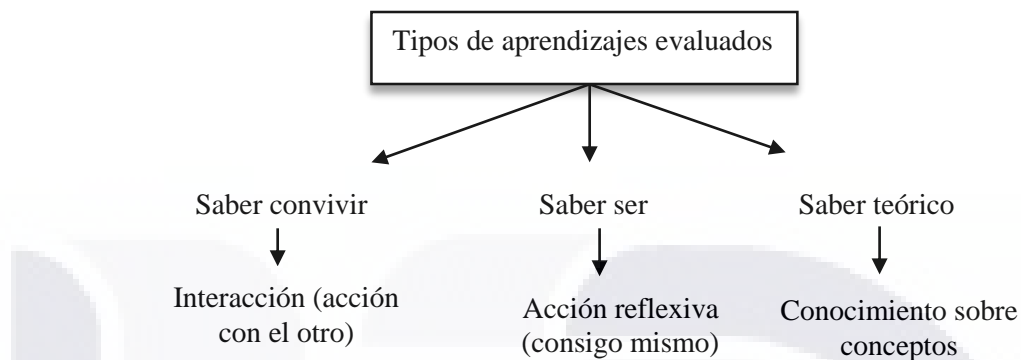 Tipos de aprendizajes evaluados
Saber convivir
Saber ser
Saber teórico
Interacción (acción
con el otro)
Acción reflexiva
(consigo mismo)
Conocimiento sobre
conceptos